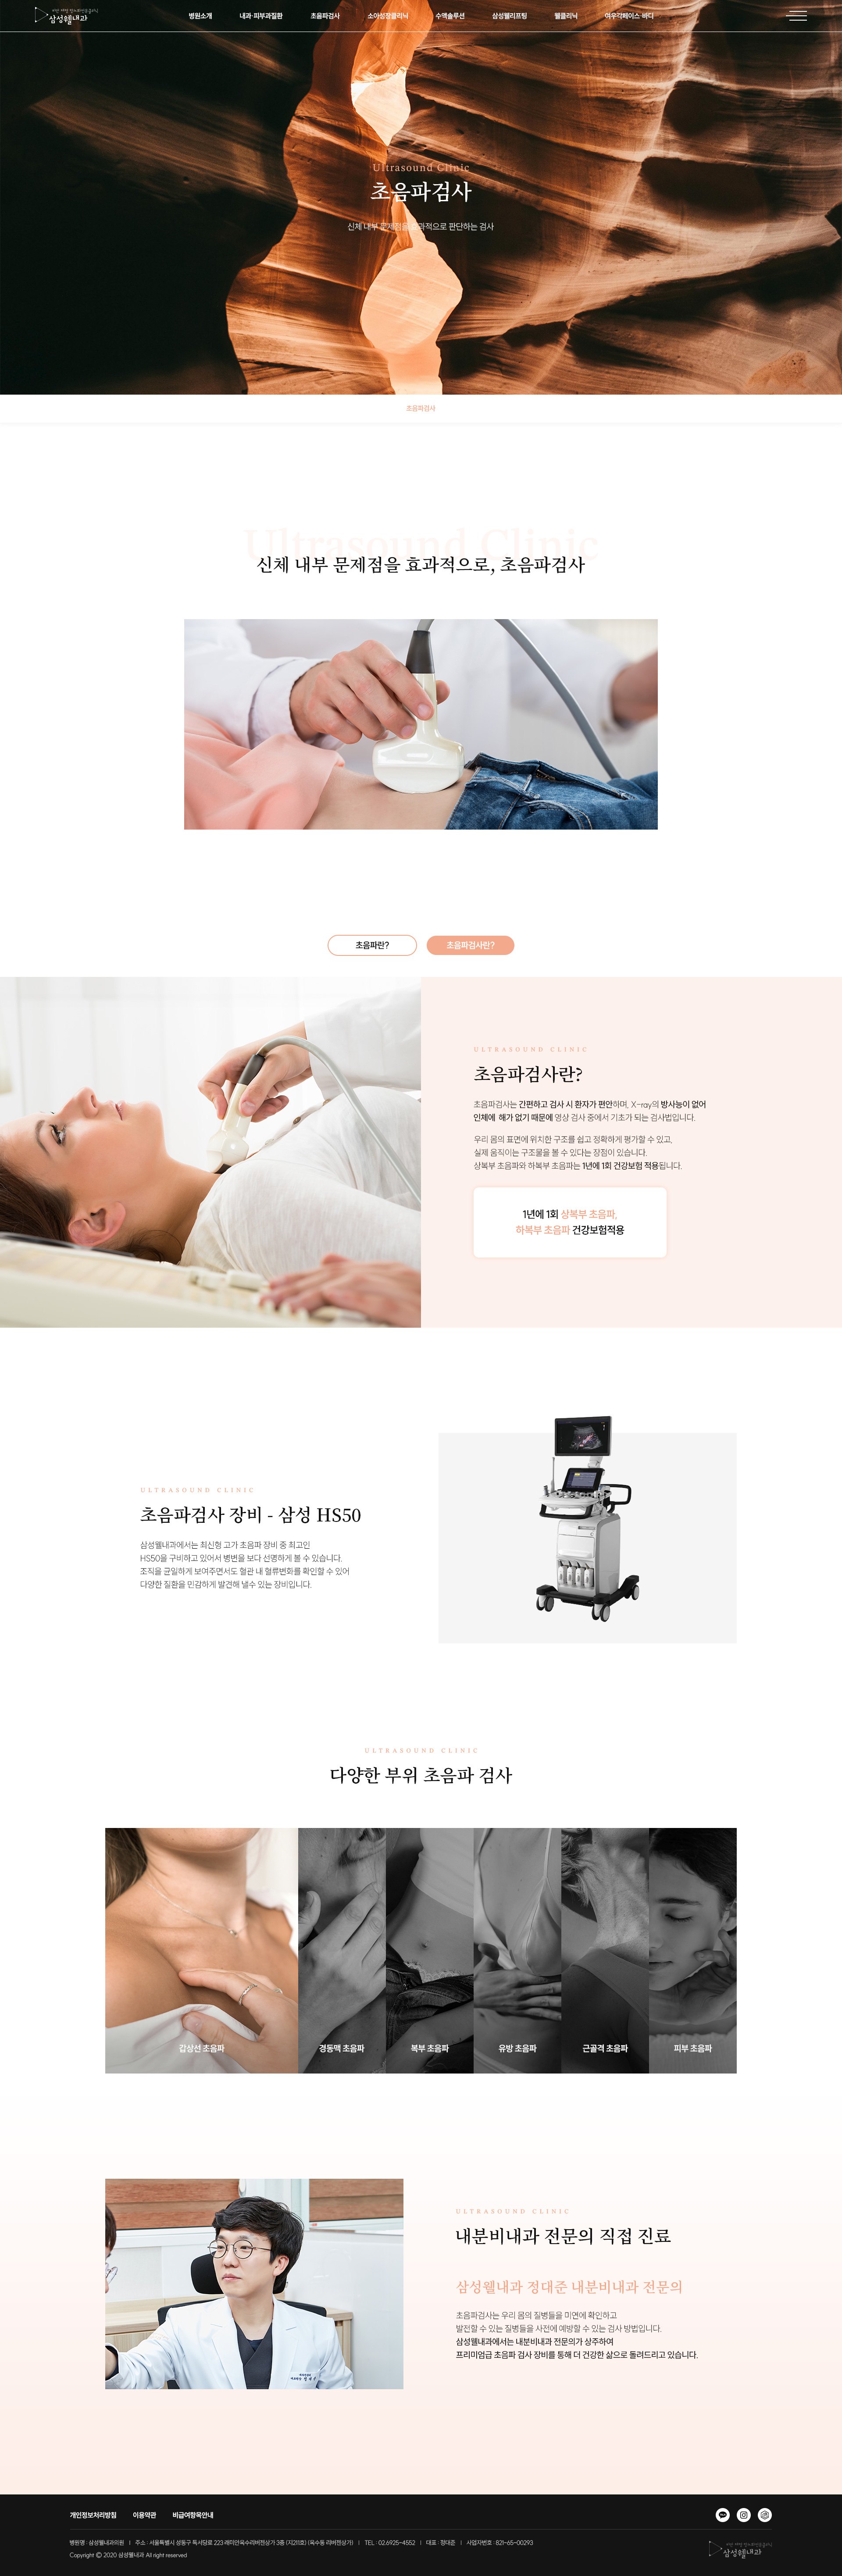 삼성웰내과
병원소개
내과·피부과질환
초음파검사
소아성장클리닉
수액솔루션
삼성웰리프팅
웰클리닉
여우각페이스·바디
Ultrasound Clinic
초음파검사
신체 내부 문제점을 효과적으로 판단하는 검사
초음파검사
Ultrasound Clinic
신체 내부 문제점을 효과적으로, 초음파검사
초음파란?
초음파검사란?
ULTRASOUND CLINIC
초음파검사란?
초음파검사는 간편하고 검사 시 환자가 편안하며, X-ray의 방사능이 없어
인체에 해가 없기 때문에 영상 검사 중에서 기초가 되는 검사법입니다.
우리 몸의 표면에 위치한 구조를 쉽고 정확하게 평가할 수 있고,
실제 움직이는 구조물을 볼 수 있다는 장점이 있습니다.
상복부 초음파와 하복부 초음파는 1년에 1회 건강보험 적용됩니다.
1년에 1회 상복부 초음파,
하복부 초음파 건강보험적용
ULTRASOUND CLINIC
초음파검사 장비 - 삼성 HS50
삼성웰내과에서는 최신형 고가 초음파 장비 중 최고인
HS50을 구비하고 있어서 병변을 보다 선명하게 볼 수 있습니다.
조직을 균일하게 보여주면서도 혈관 내 혈류변화를 확인할 수 있어
다양한 질환을 민감하게 발견해 낼수 있는 장비입니다.
ULTRASOUND CLINIC
다양한 부위 초음파 검사
갑상선 초음파
경동맥 초음파
복부 초음파
유방 초음파
근골격 초음파
피부 초음파
ULTRASOUND CLINIC
내분비내과 전문의 직접 진료
삼성웰내과 정대준 내분비내과 전문의
초음파검사는 우리 몸의 질병들을 미연에 확인하고
발전할 수 있는 질병들을 사전에 예방할 수 있는 검사 방법입니다.
삼성웰내과에서는 내분비내과 전문의가 상주하여
프리미엄급 초음파 검사 장비를 통해 더 건강한 삶으로 돌려드리고 있습니다.
개인정보처리방침
이용약관
비급여항목안내
병원명 : 삼성웰내과의원 | 주소 : 서울특별시 성동구 독서당로 223 래미안옥수리버젠상가 3층 (지211호) (옥수동 리버젠상가) | TEL : 02.6925-4552 | 대표 : 정대준 | 사업자번호 : 821-65-00293
Copyright © 2020 삼성웰내과 All right reserved
삼성웰내과